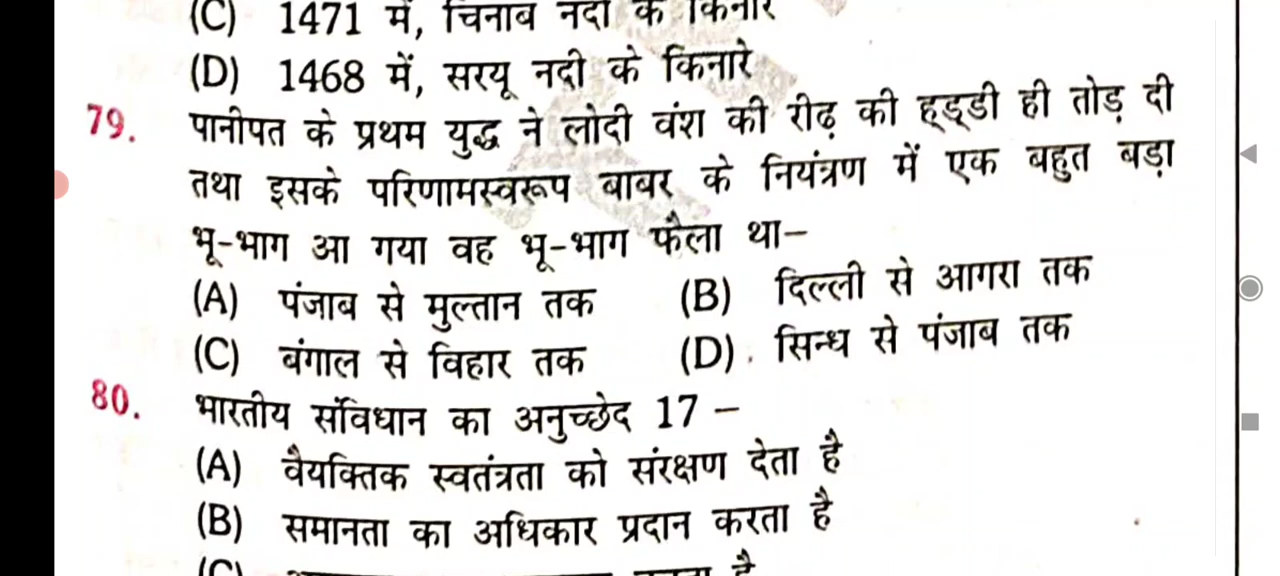 (C) 1471 में, चिनाब नदी के किनारे
(D) 1468 में, सरयू नदी के किनारे
79. पानीपत के प्रथम युद्ध ने लोदी वंश की रीढ़ की हड्डी ही तोड़ दी
तथा इसके परिणामस्वरूप बाबर के नियंत्रण में एक बहुत बड़ा
भू-भाग आ गया वह भू-भाग फैला था–
(A) पंजाब से मुल्तान तक (B) दिल्ली से आगरा तक
(C) बंगाल से विहार तक (D) सिन्ध से पंजाब तक
80. भारतीय संविधान का अनुच्छेद 17 –
(A) वैयक्तिक स्वतंत्रता को संरक्षण देता है
(B) समानता का अधिकार प्रदान करता है
(C) करता है